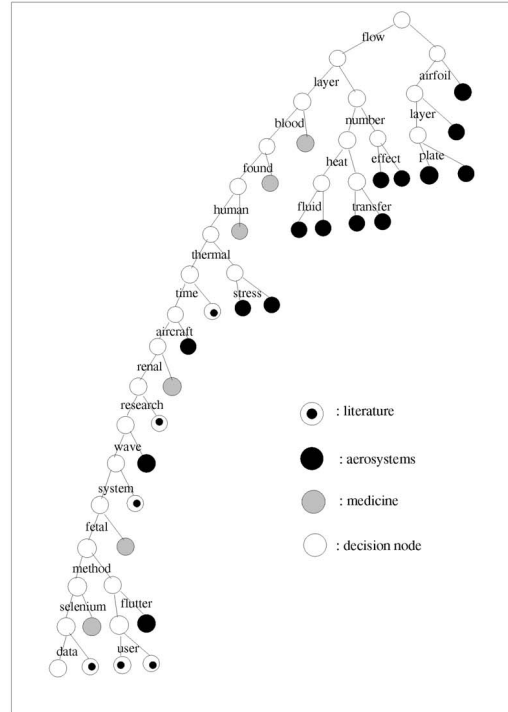 flow
layer
airfoil
blood
number
layer
found
heat
effect
plate
human
fluid
transfer
thermal
time
stress
aircraft
renal
research
: literature
wave
: aerosystems
system
: medicine
fetal
: decision node
method
selenium
flutter
data
user